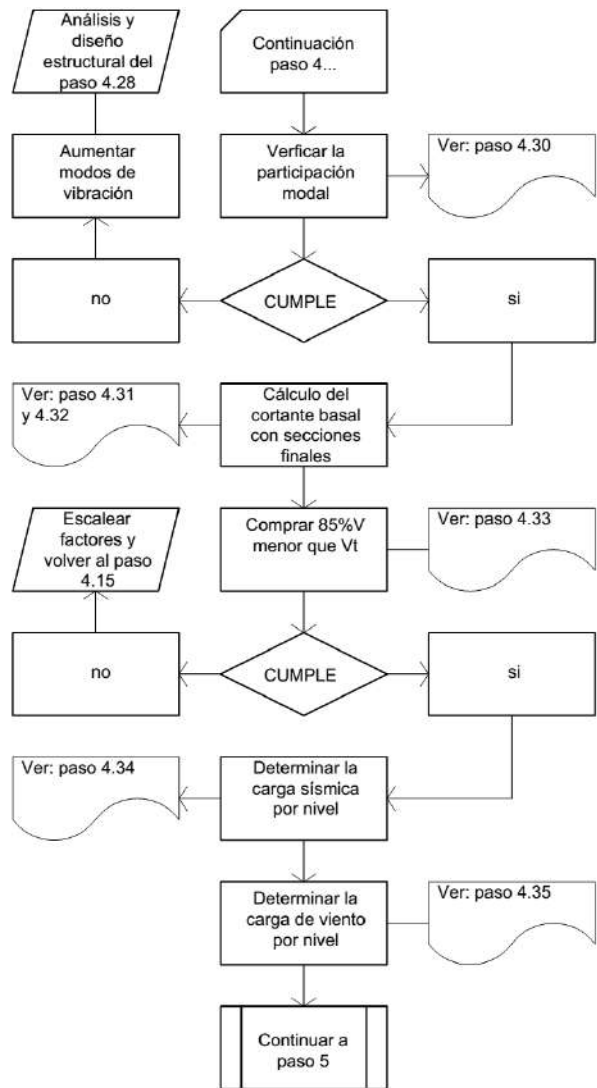 Análisis y
diseño
estructural del
paso 4.28
Continuación
paso 4...
Aumentar
modos de
vibración
Verficar la
participación
modal
Ver: paso 4.30
no
CUMPLE
si
Ver: paso 4.31
y 4.32
Cálculo del
cortante basal
con secciones
finales
Escalear
factores y
volver al paso
4.15
Comprar 85%V
menor que Vt
Ver: paso 4.33
no
CUMPLE
si
Ver: paso 4.34
Determinar la
carga sísmica
por nivel
Determinar la
carga de viento
por nivel
Ver: paso 4.35
Continuar a
paso 5